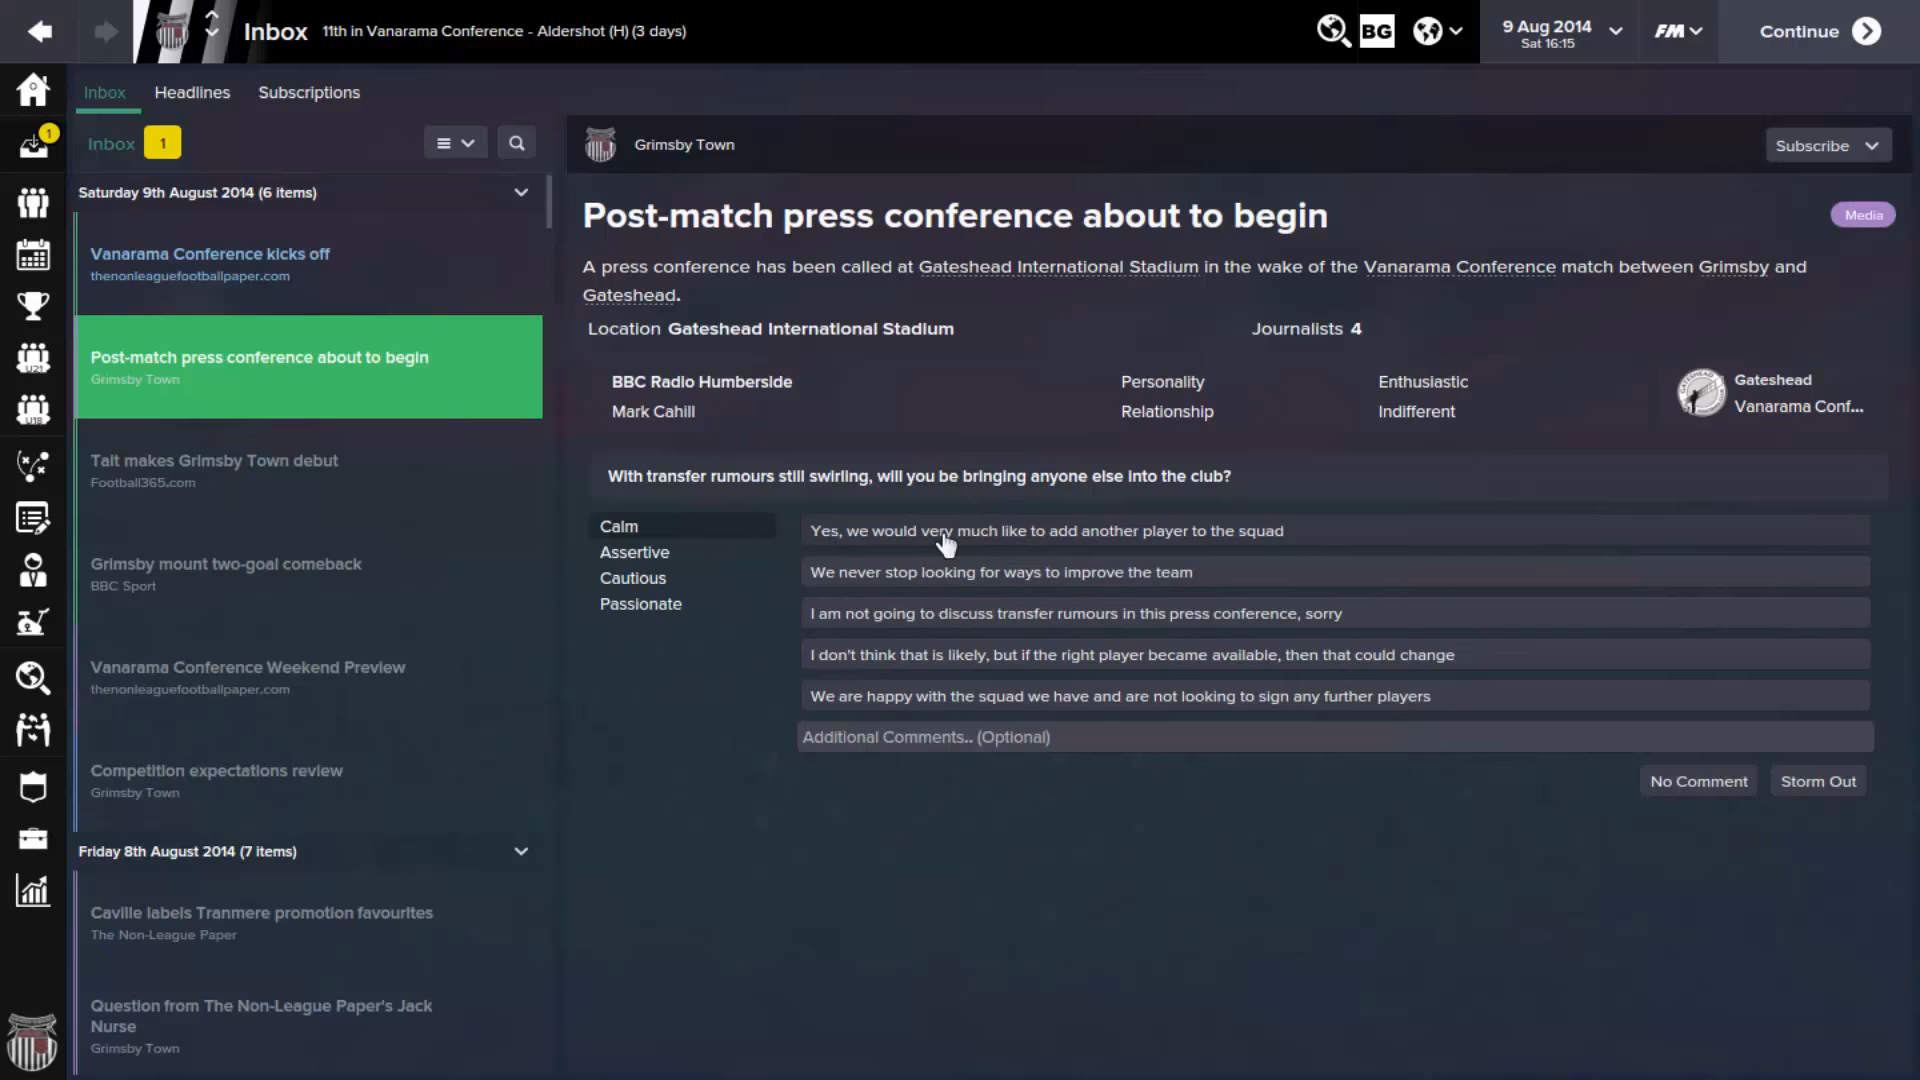 Inbox
11th in Vanarama Conference - Aldershot (H) (3 days)
BG
9 Aug 2014
Sat 16:15
FM
Continue
Inbox
Headlines
Subscriptions
1
Inbox
1
Grimsby Town
Subscribe
Saturday 9th August 2014 (6 items)
Vanarama Conference kicks off
thenonleaguefootballpaper.com
Post-match press conference about to begin
Grimsby Town
Tait makes Grimsby Town debut
Football365.com
Grimsby mount two-goal comeback
BBC Sport
Vanarama Conference Weekend Preview
thenonleaguefootballpaper.com
Competition expectations review
Grimsby Town
Friday 8th August 2014 (7 items)
Caville labels Tranmere promotion favourites
The Non-League Paper
Question from The Non-League Paper's Jack
Nurse
Grimsby Town
U21
U18
Post-match press conference about to begin
Media
A press conference has been called at Gateshead International Stadium in the wake of the Vanarama Conference match between Grimsby and
Gateshead.
Location Gateshead International Stadium
Journalists 4
BBC Radio Humberside
Personality
Enthusiastic
Gateshead
Mark Cahill
Relationship
Indifferent
Vanarama Conf...
With transfer rumours still swirling, will you be bringing anyone else into the club?
Calm
Assertive
Cautious
Passionate
Yes, we would very much like to add another player to the squad
We never stop looking for ways to improve the team
I am not going to discuss transfer rumours in this press conference, sorry
I don't think that is likely, but if the right player became available, then that could change
We are happy with the squad we have and are not looking to sign any further players
Additional Comments.. (Optional)
No Comment
Storm Out